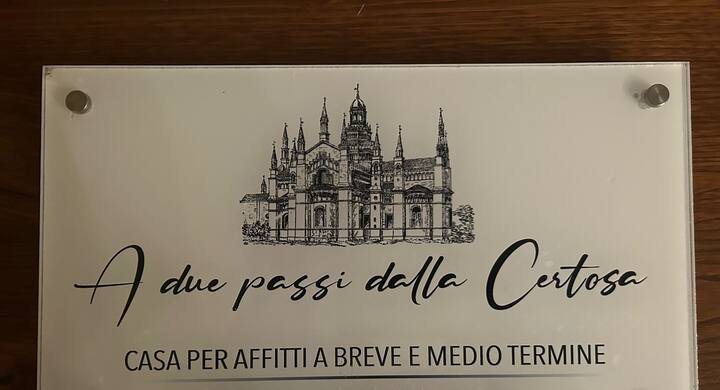 A due passi dalla Certosa
CASA PER AFFITTI A BREVE E MEDIO TERMINE